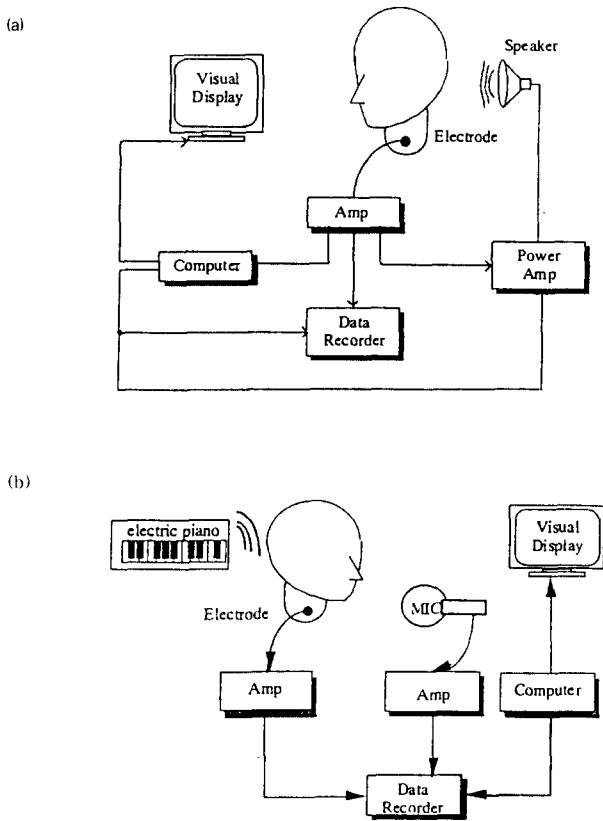 (a)
Visual
Display
Speaker
Electrode
Amp
Computer
Power
Amp
Data
Recorder
(b)
electric piano
Visual
Display
Electrode
MIC
Amp
Amp
Computer
Data
Recorder